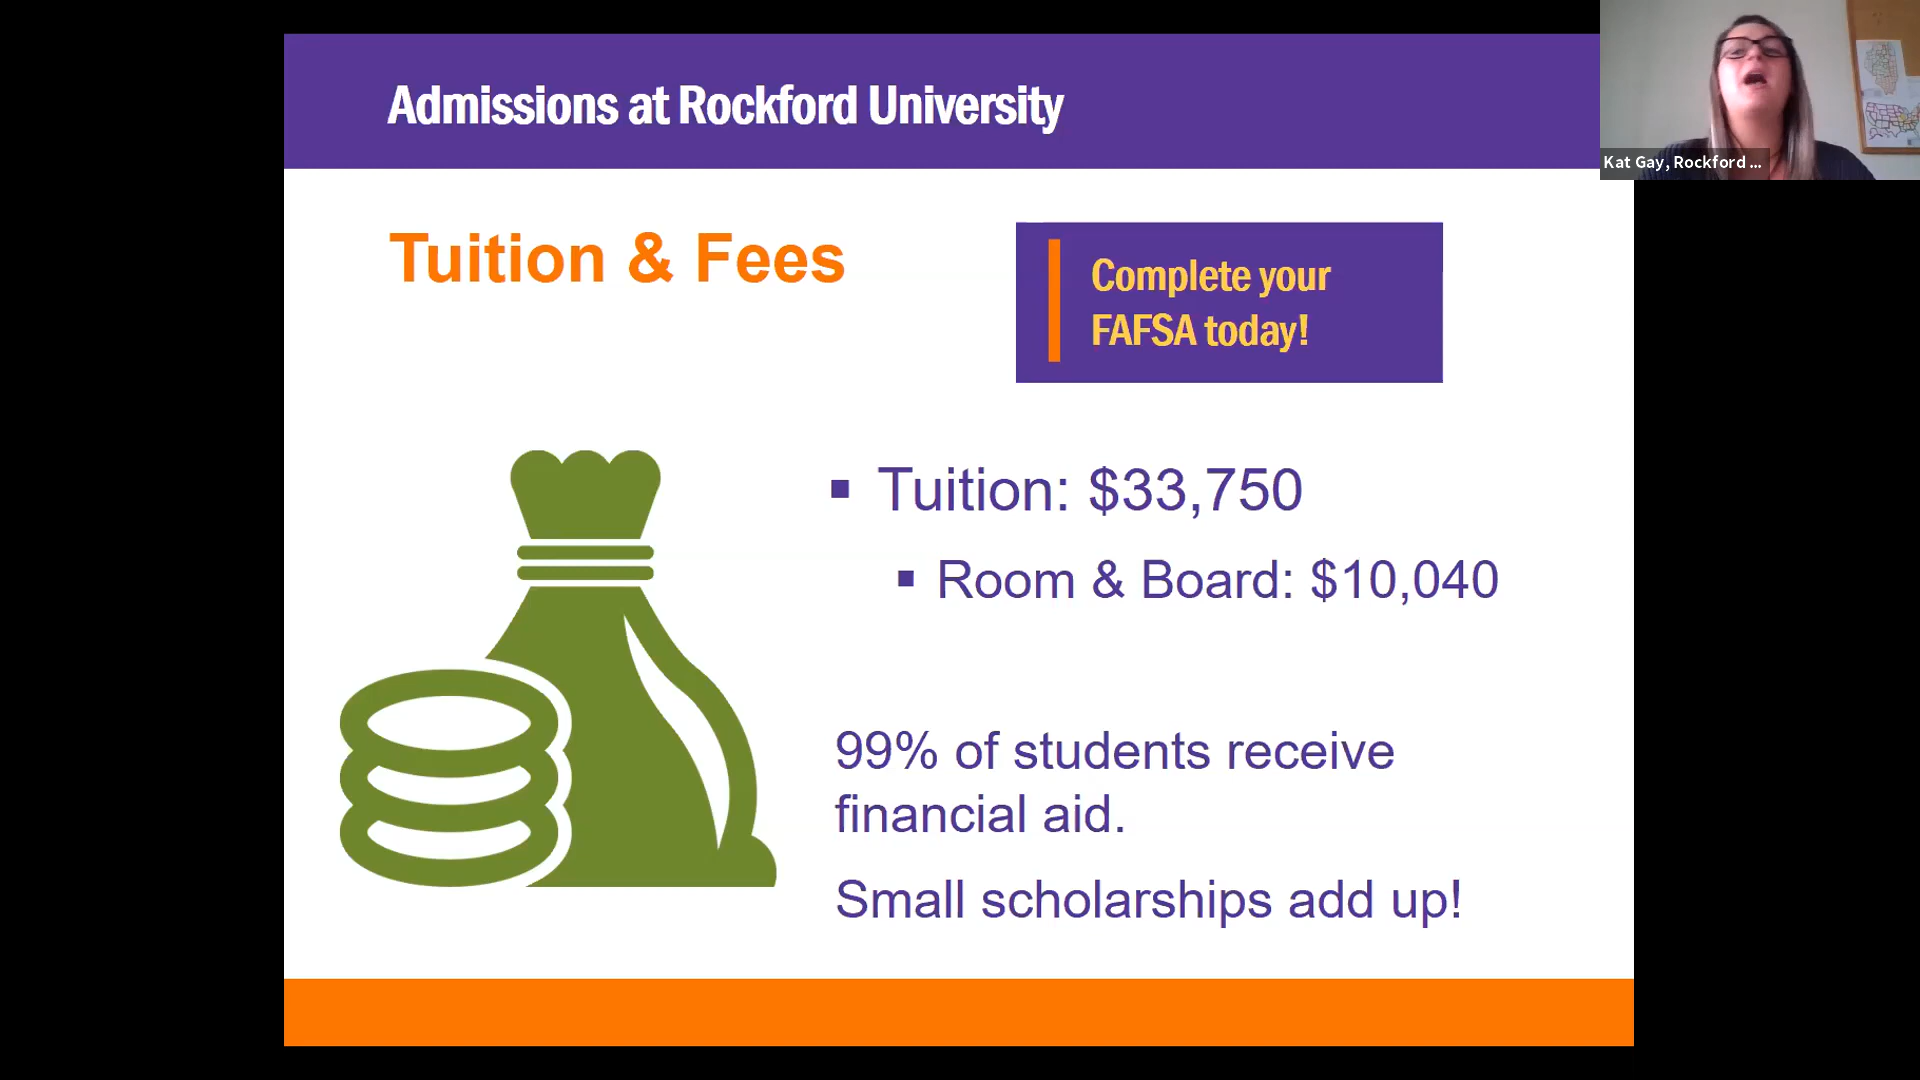 Admissions at Rockford University
Kat Gay, Rockford ...
Tuition & Fees
Complete your
FAFSA today!
▪ Tuition: $33,750
▪ Room & Board: $10,040
99% of students receive
financial aid.
Small scholarships add up!